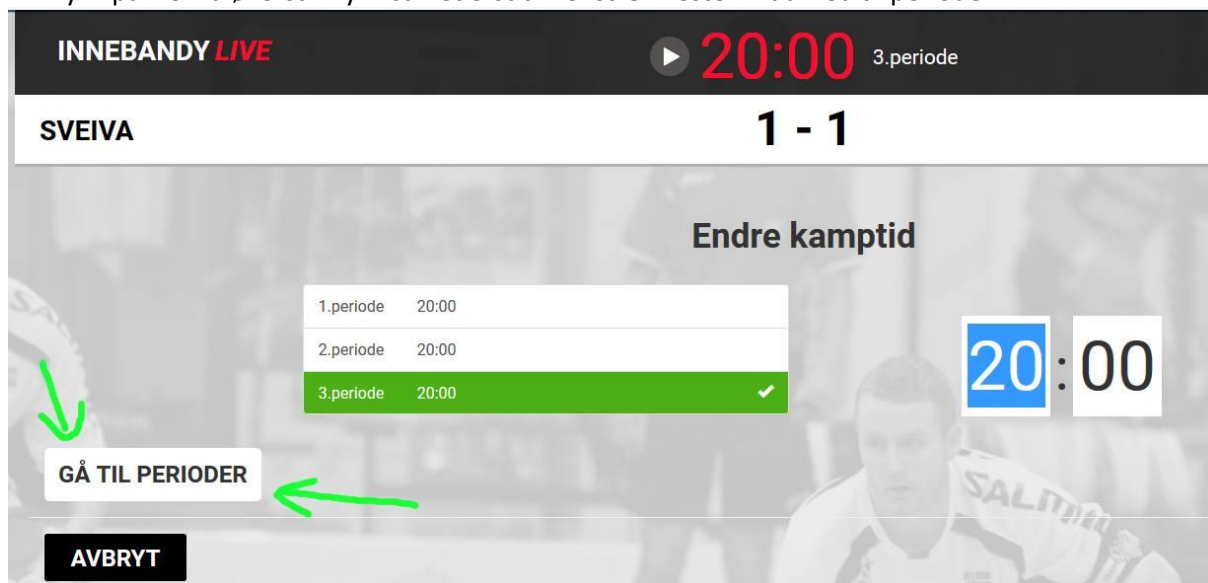 INNEBANDY LIVE
20:00 3.periode
SVEIVA
1 - 1
Endre kamptid
1.periode 20:00
2.periode 20:00
3.periode 20:00
20:00
GÅ TIL PERIODER
SALMING
AVBRYT